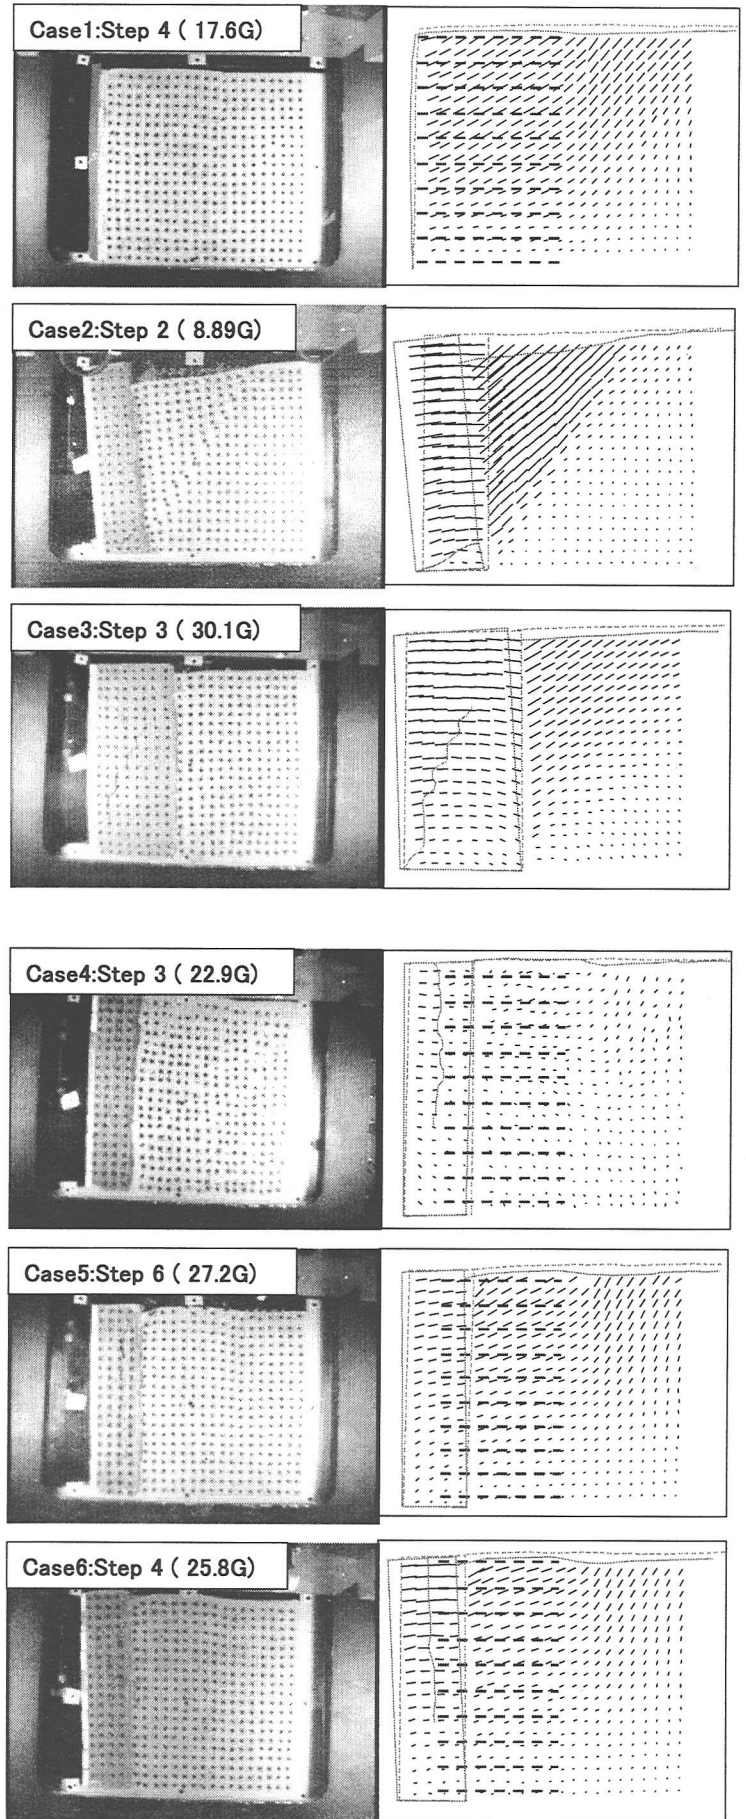 Case1:Step 4 ( 17.6G)
Case2:Step 2 ( 8.89G)
Case3:Step 3 ( 30.1G)
Case4:Step 3 ( 22.9G)
Case5:Step 6 ( 27.2G)
Case6:Step 4 ( 25.8G)